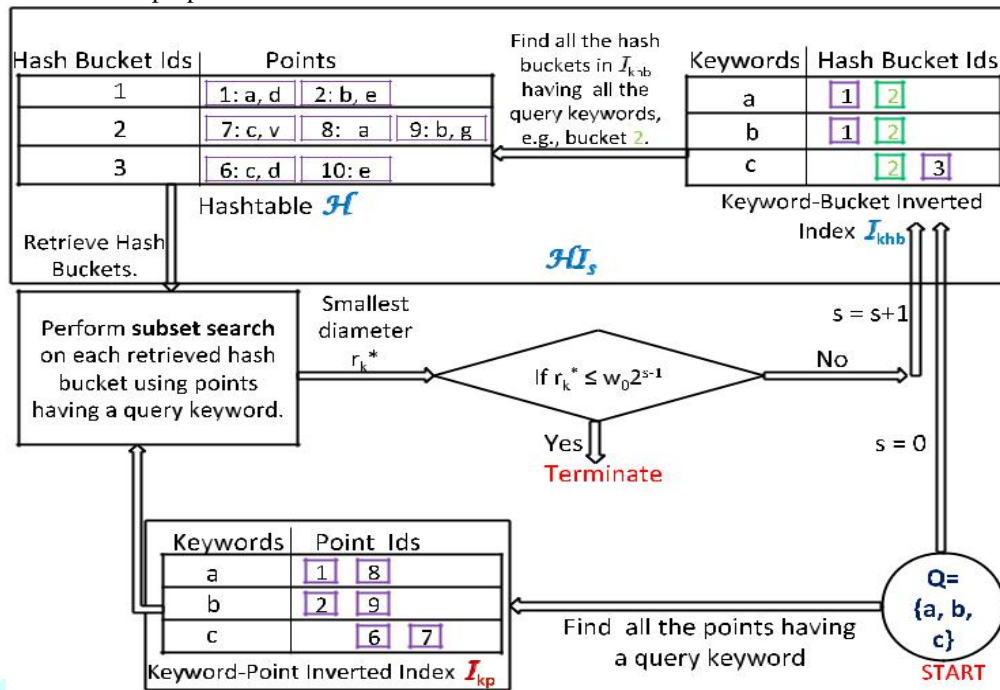 Hash Bucket Ids Points
1 1: a, d 2: b, e
2 7: c, v 8: a 9: b, g
3 6: c, d 10: e
Hashtable ℋ
Find all the hash
buckets in I_khb
having all the
query keywords,
e.g., bucket 2.
Keywords Hash Bucket Ids
a 1 2
b 1 2
c 2 3
Keyword-Bucket Inverted
Index I_khb
Retrieve Hash
Buckets.
ℋI_s
Perform subset search
on each retrieved hash
bucket using points
having a query keyword.
Smallest
diameter
r_k*
If r_k* ≤ w_0 2^{s-1}
No
s = s+1
Yes
Terminate
s = 0
Keywords Point Ids
a 1 8
b 2 9
c 6 7
Keyword-Point Inverted Index I_kp
Find all the points having
a query keyword
Q=
{a, b,
c}
START